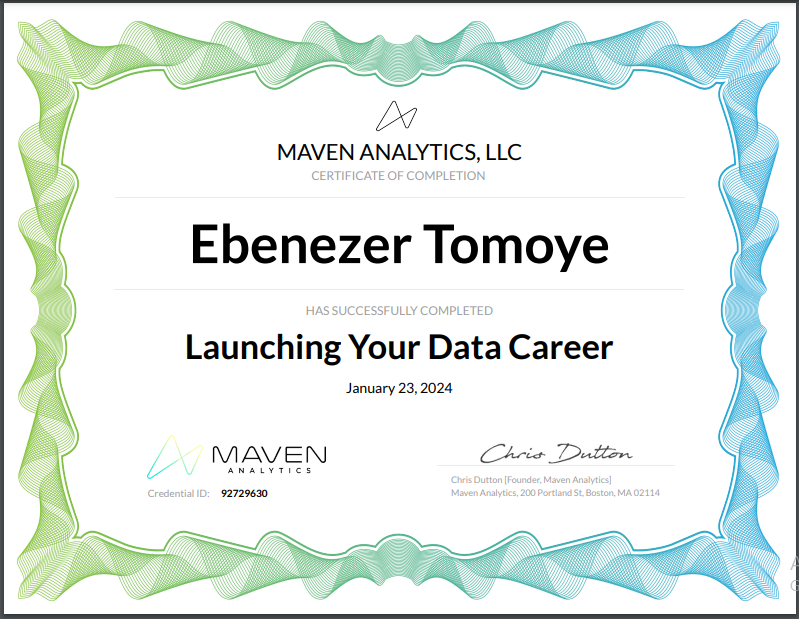 MAVEN ANALYTICS, LLC
CERTIFICATE OF COMPLETION
Ebenezer Tomoye
HAS SUCCESSFULLY COMPLETED
Launching Your Data Career
January 23, 2024
MAVEN
ANALYTICS
Credential ID: 92729630
Chris Dutton
Chris Dutton [Founder, Maven Analytics]
Maven Analytics, 200 Portland St, Boston, MA 02114